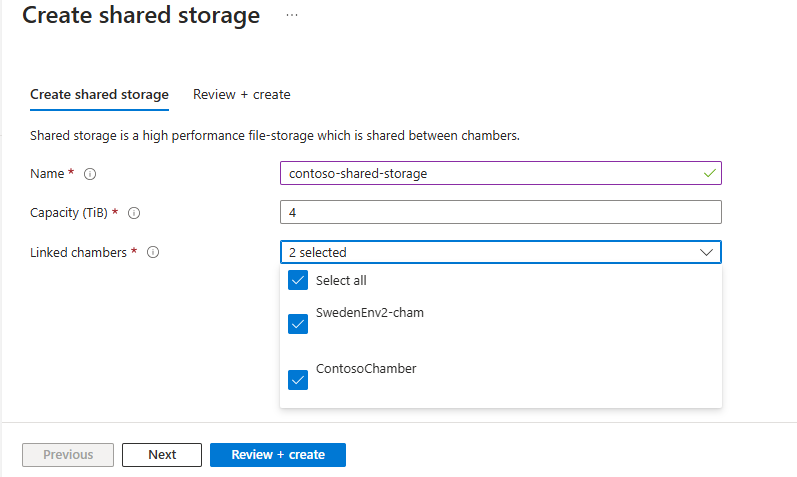 Create shared storage ...
Create shared storage Review + create
Shared storage is a high performance file-storage which is shared between chambers.
Name * contoso-shared-storage
Capacity (TiB) * 4
Linked chambers * 2 selected
Select all
SwedenEnv2-cham
ContosoChamber
Previous Next Review + create